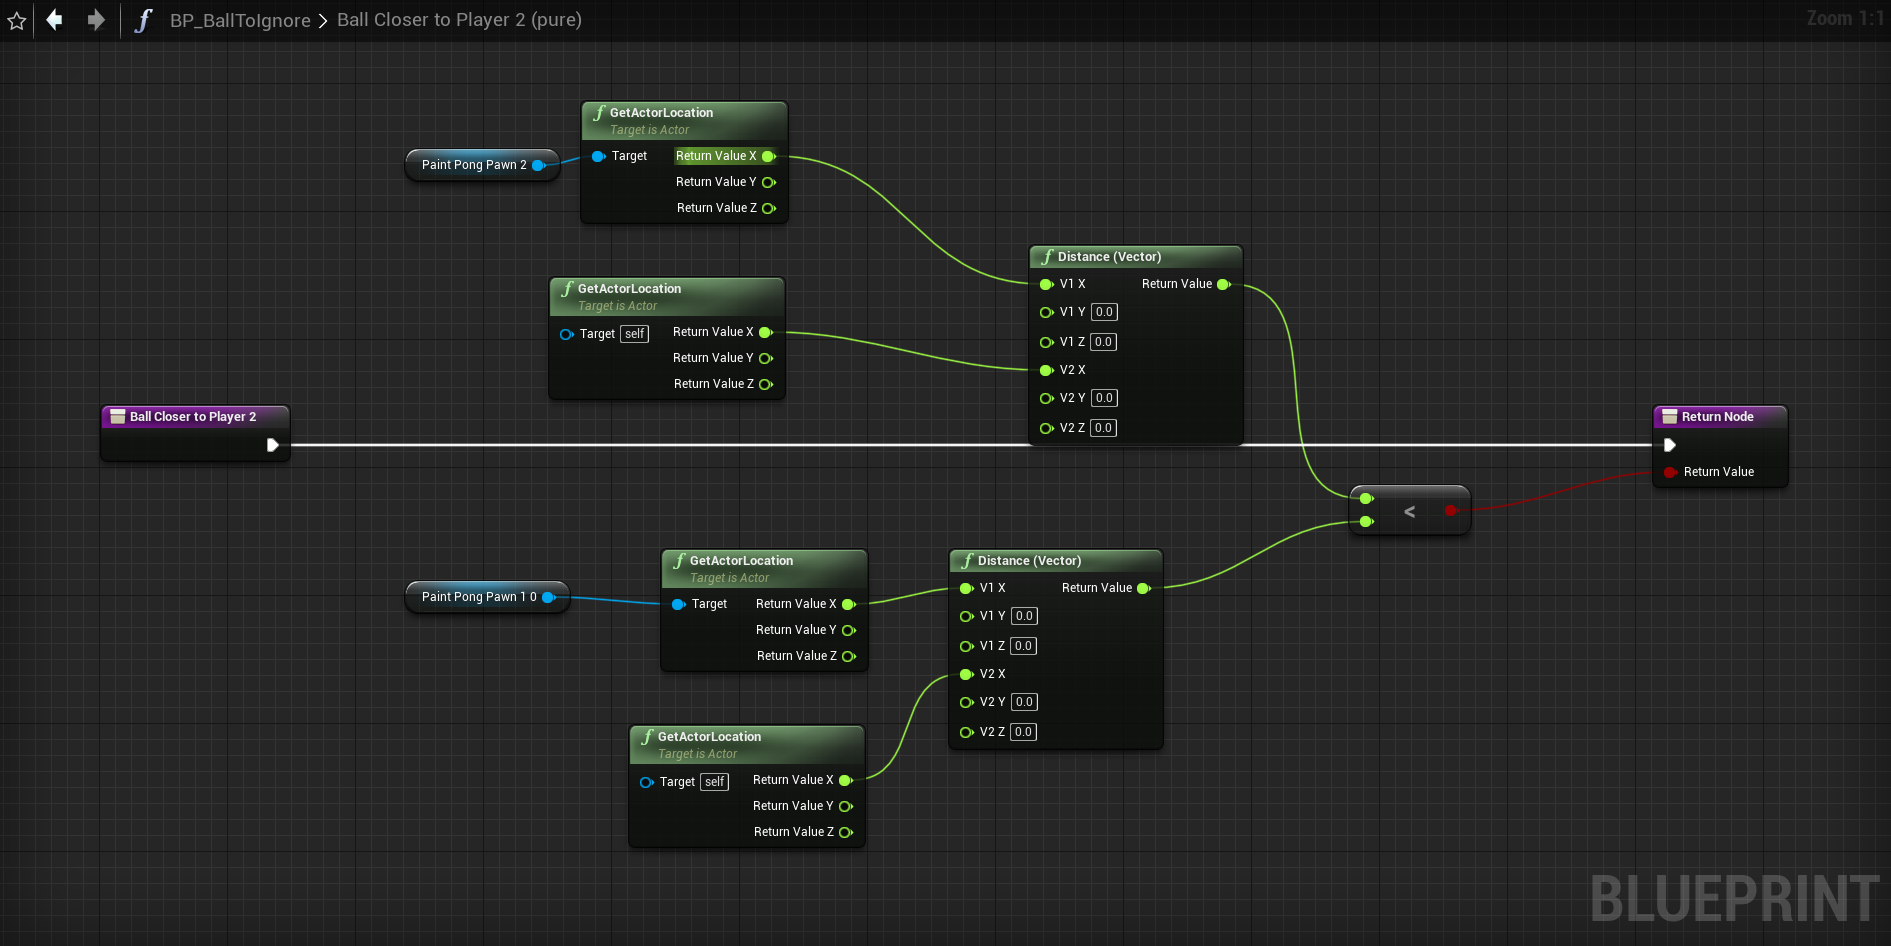 BP_BallToIgnore > Ball Closer to Player 2 (pure)
Zoom 1:1
GetActorLocation
Target is Actor
Paint Pong Pawn 2
Target
Return Value X
Return Value Y
Return Value Z
GetActorLocation
Target is Actor
Target self
Return Value X
Return Value Y
Return Value Z
Distance (Vector)
V1 X
Return Value
V1 Y 0.0
V1 Z 0.0
V2 X
V2 Y 0.0
V2 Z 0.0
Ball Closer to Player 2
Return Node
Return Value
<
GetActorLocation
Target is Actor
Paint Pong Pawn 1 0
Target
Return Value X
Return Value Y
Return Value Z
Distance (Vector)
V1 X
Return Value
V1 Y 0.0
V1 Z 0.0
V2 X
V2 Y 0.0
V2 Z 0.0
GetActorLocation
Target is Actor
Target self
Return Value X
Return Value Y
Return Value Z
BLUEPRINT